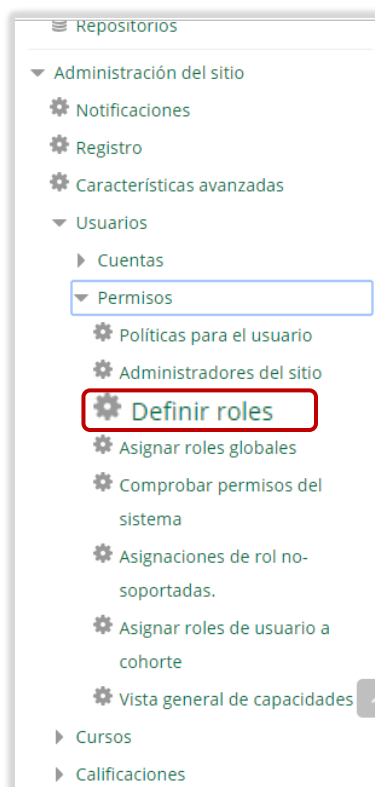 Repositorios
Administración del sitio
Notificaciones
Registro
Características avanzadas
Usuarios
Cuentas
Permisos
Políticas para el usuario
Administradores del sitio
Definir roles
Asignar roles globales
Comprobar permisos del
sistema
Asignaciones de rol no-
soportadas.
Asignar roles de usuario a
cohorte
Vista general de capacidades
Cursos
Calificaciones